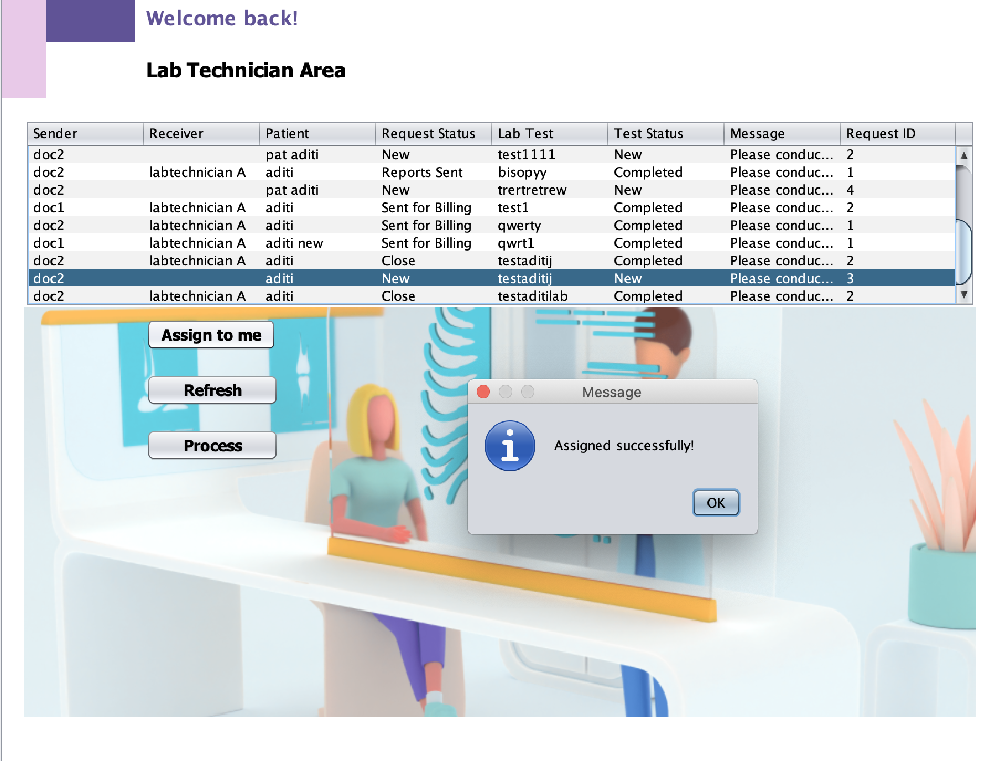 Welcome back!
Lab Technician Area
Sender Receiver Patient Request Status Lab Test Test Status Message Request ID
doc2 pat aditi New test1111 New Please conduc... 2
doc2 labtechnician A aditi Reports Sent bisopyy Completed Please conduc... 1
doc2 pat aditi New trertretrew New Please conduc... 4
doc1 labtechnician A aditi Sent for Billing test1 Completed Please conduc... 2
doc2 labtechnician A aditi Sent for Billing qwerty Completed Please conduc... 1
doc1 labtechnician A aditi new Sent for Billing qwrt1 Completed Please conduc... 1
doc2 labtechnician A aditi Close testaditij Completed Please conduc... 2
doc2 aditi New testaditij New Please conduc... 3
doc2 labtechnician A aditi Close testaditilab Completed Please conduc... 2
Assign to me
Refresh
Process
Message
Assigned successfully!
OK